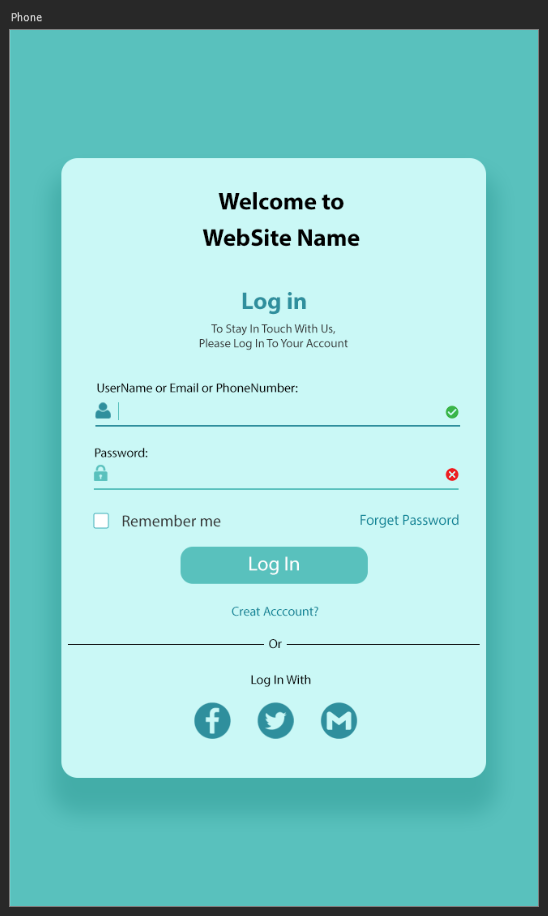 Phone
Welcome to
WebSite Name
Log in
To Stay In Touch With Us,
Please Log In To Your Account
UserName or Email or PhoneNumber:
Password:
Remember me
Forget Password
Log In
Creat Acccount?
Or
Log In With